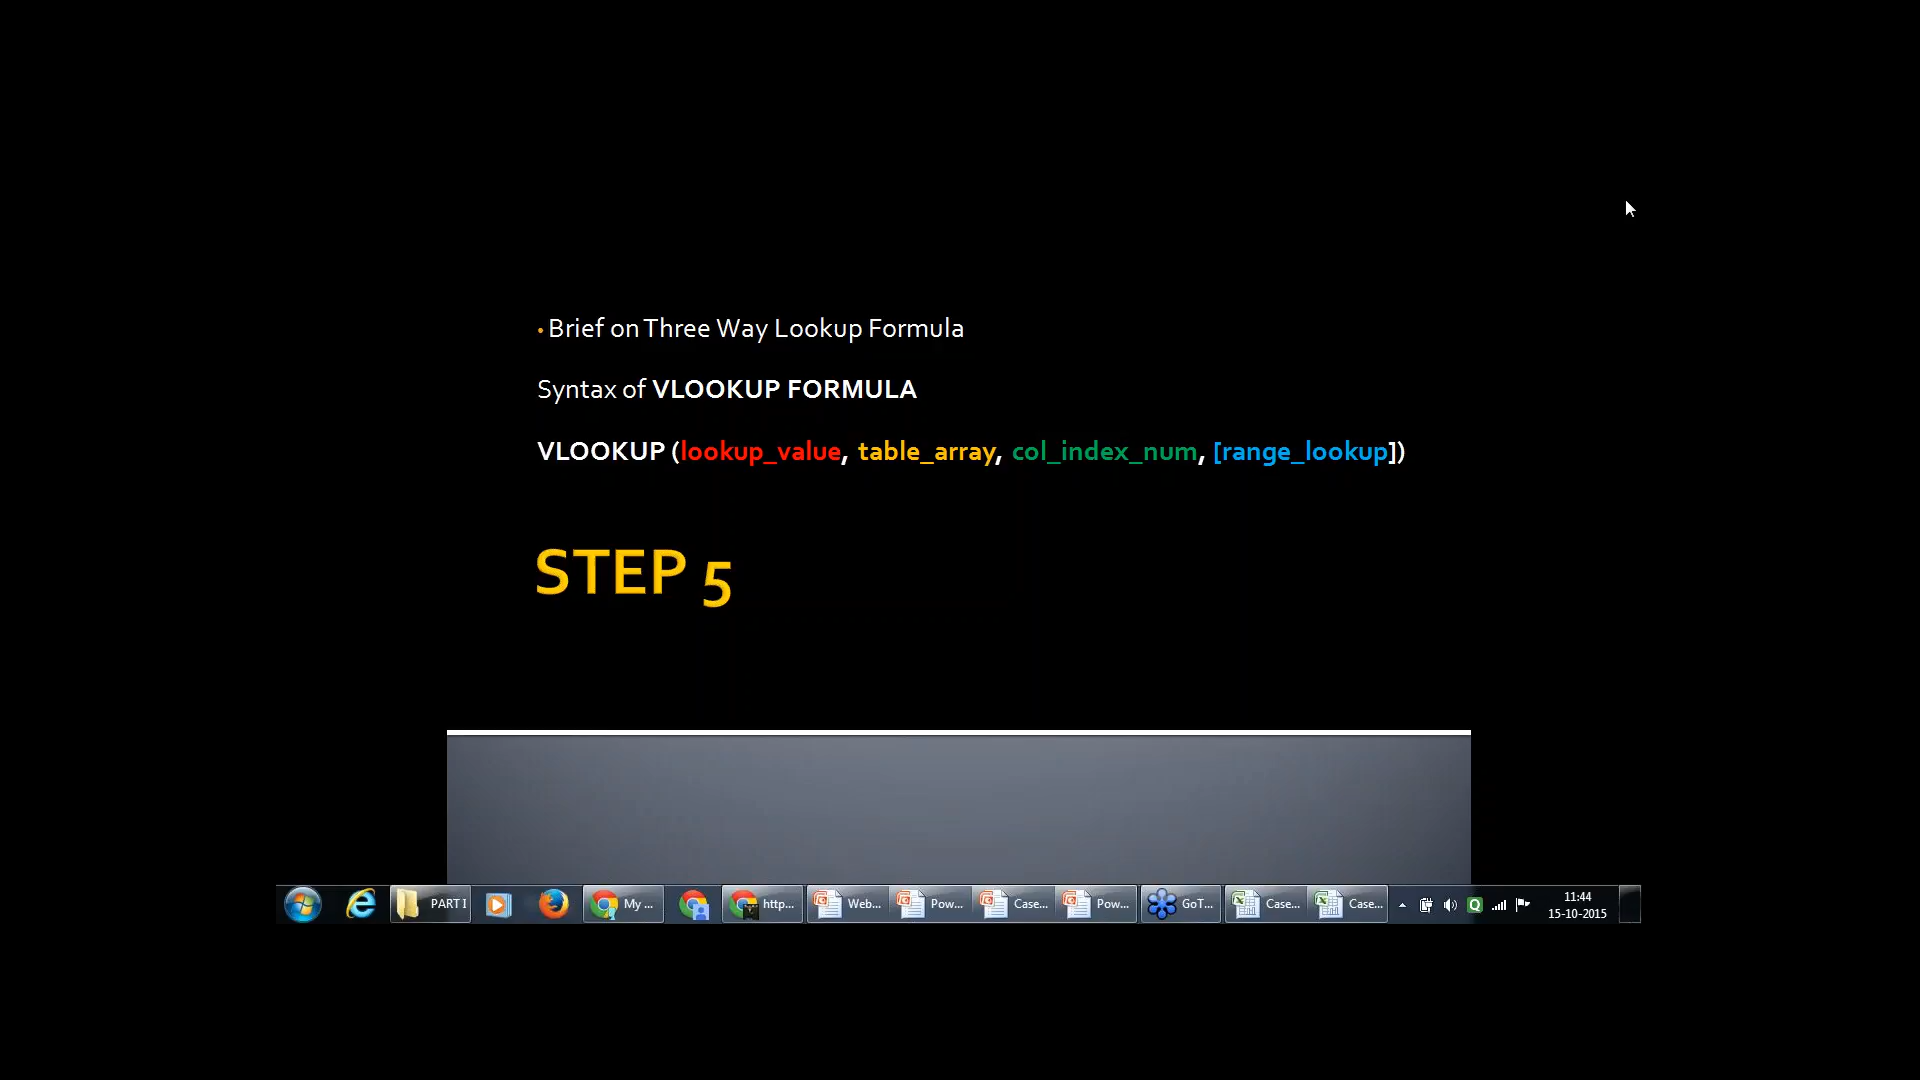 • Brief on Three Way Lookup Formula
Syntax of VLOOKUP FORMULA
VLOOKUP (lookup_value, table_array, col_index_num, [range_lookup])
STEP 5
PART I
My ...
http...
Web...
Pow...
Case...
Pow...
GoT...
Case...
Case...
11:44
15-10-2015